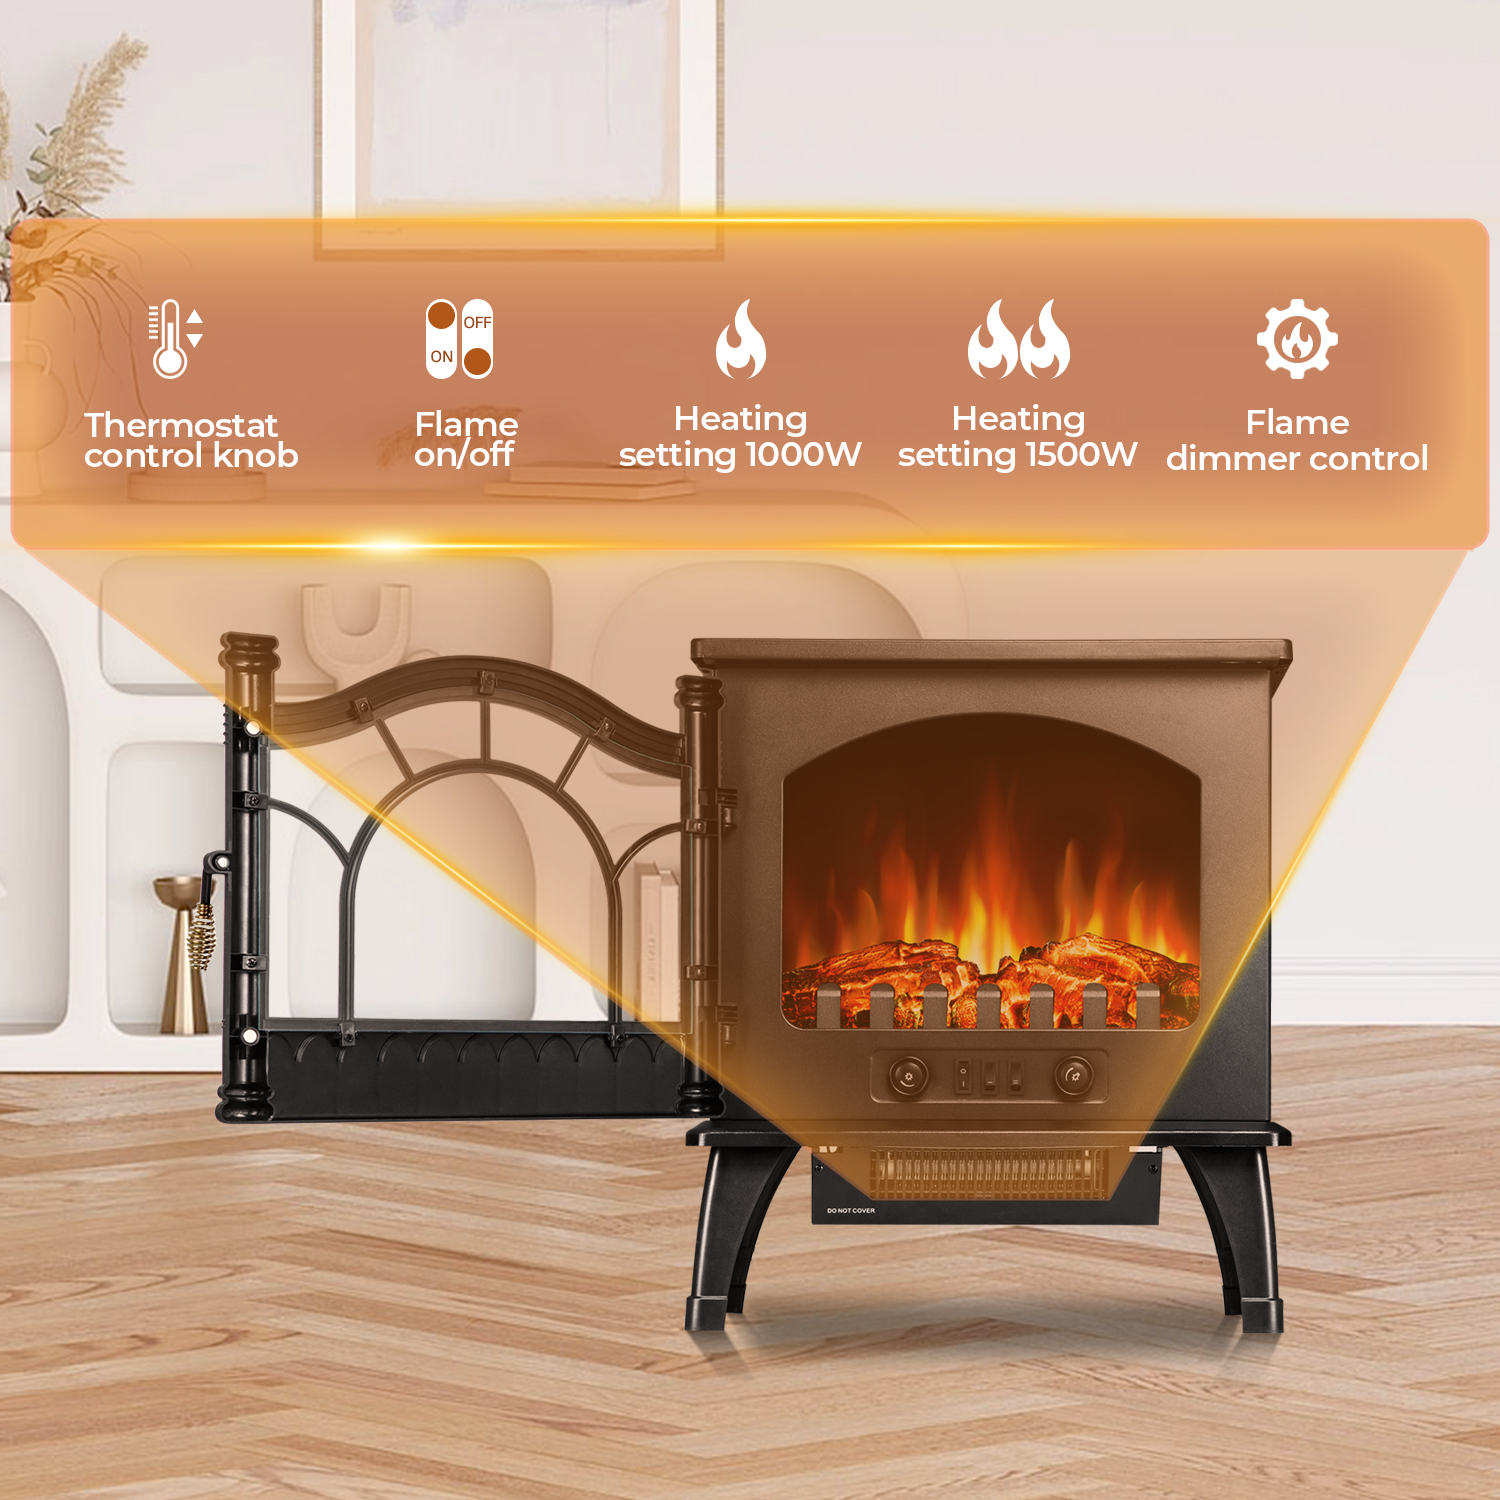 OFF
ON
Thermostat
control knob
Flame
on/off
Heating
setting 1000W
Heating
setting 1500W
Flame
dimmer control
DO NOT COVER